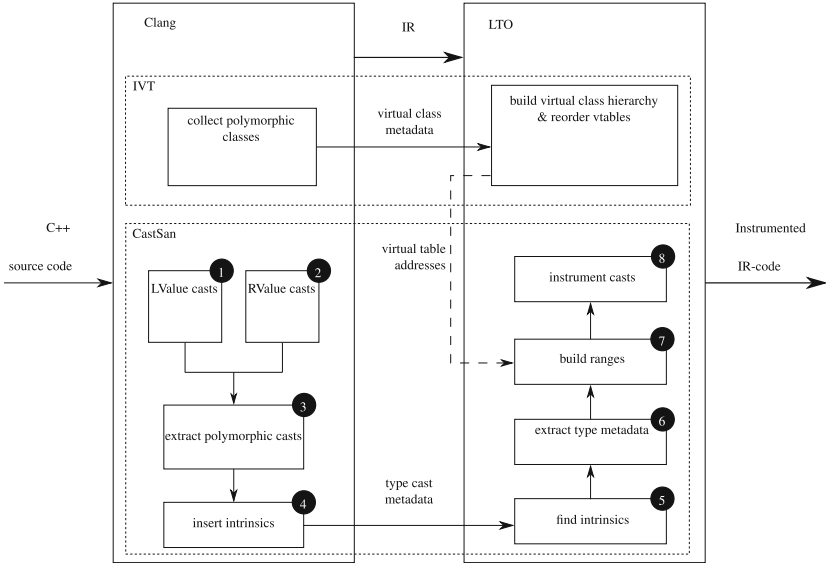 Clang
IR
LTO
IVT
collect polymorphic
classes
virtual class
metadata
build virtual class hierarchy
& reorder vtables
C++
source code
CastSan
1
LValue casts
2
RValue casts
3
extract polymorphic casts
4
insert intrinsics
type cast
metadata
virtual table
addresses
8
instrument casts
7
build ranges
6
extract type metadata
5
find intrinsics
Instrumented
IR-code